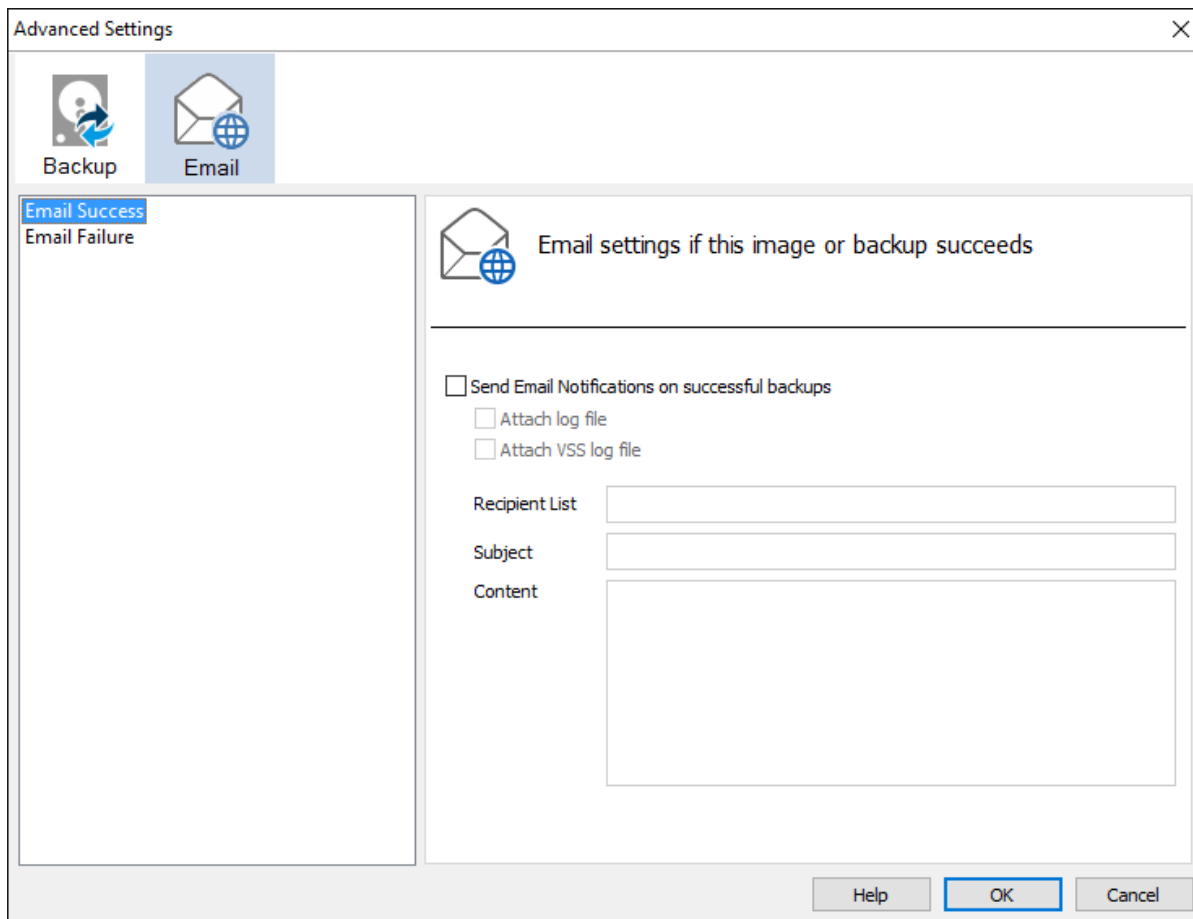 Advanced Settings
Backup
Email
Email Success
Email Failure
Email settings if this image or backup succeeds
Send Email Notifications on successful backups
Attach log file
Attach VSS log file
Recipient List
Subject
Content
Help
OK
Cancel